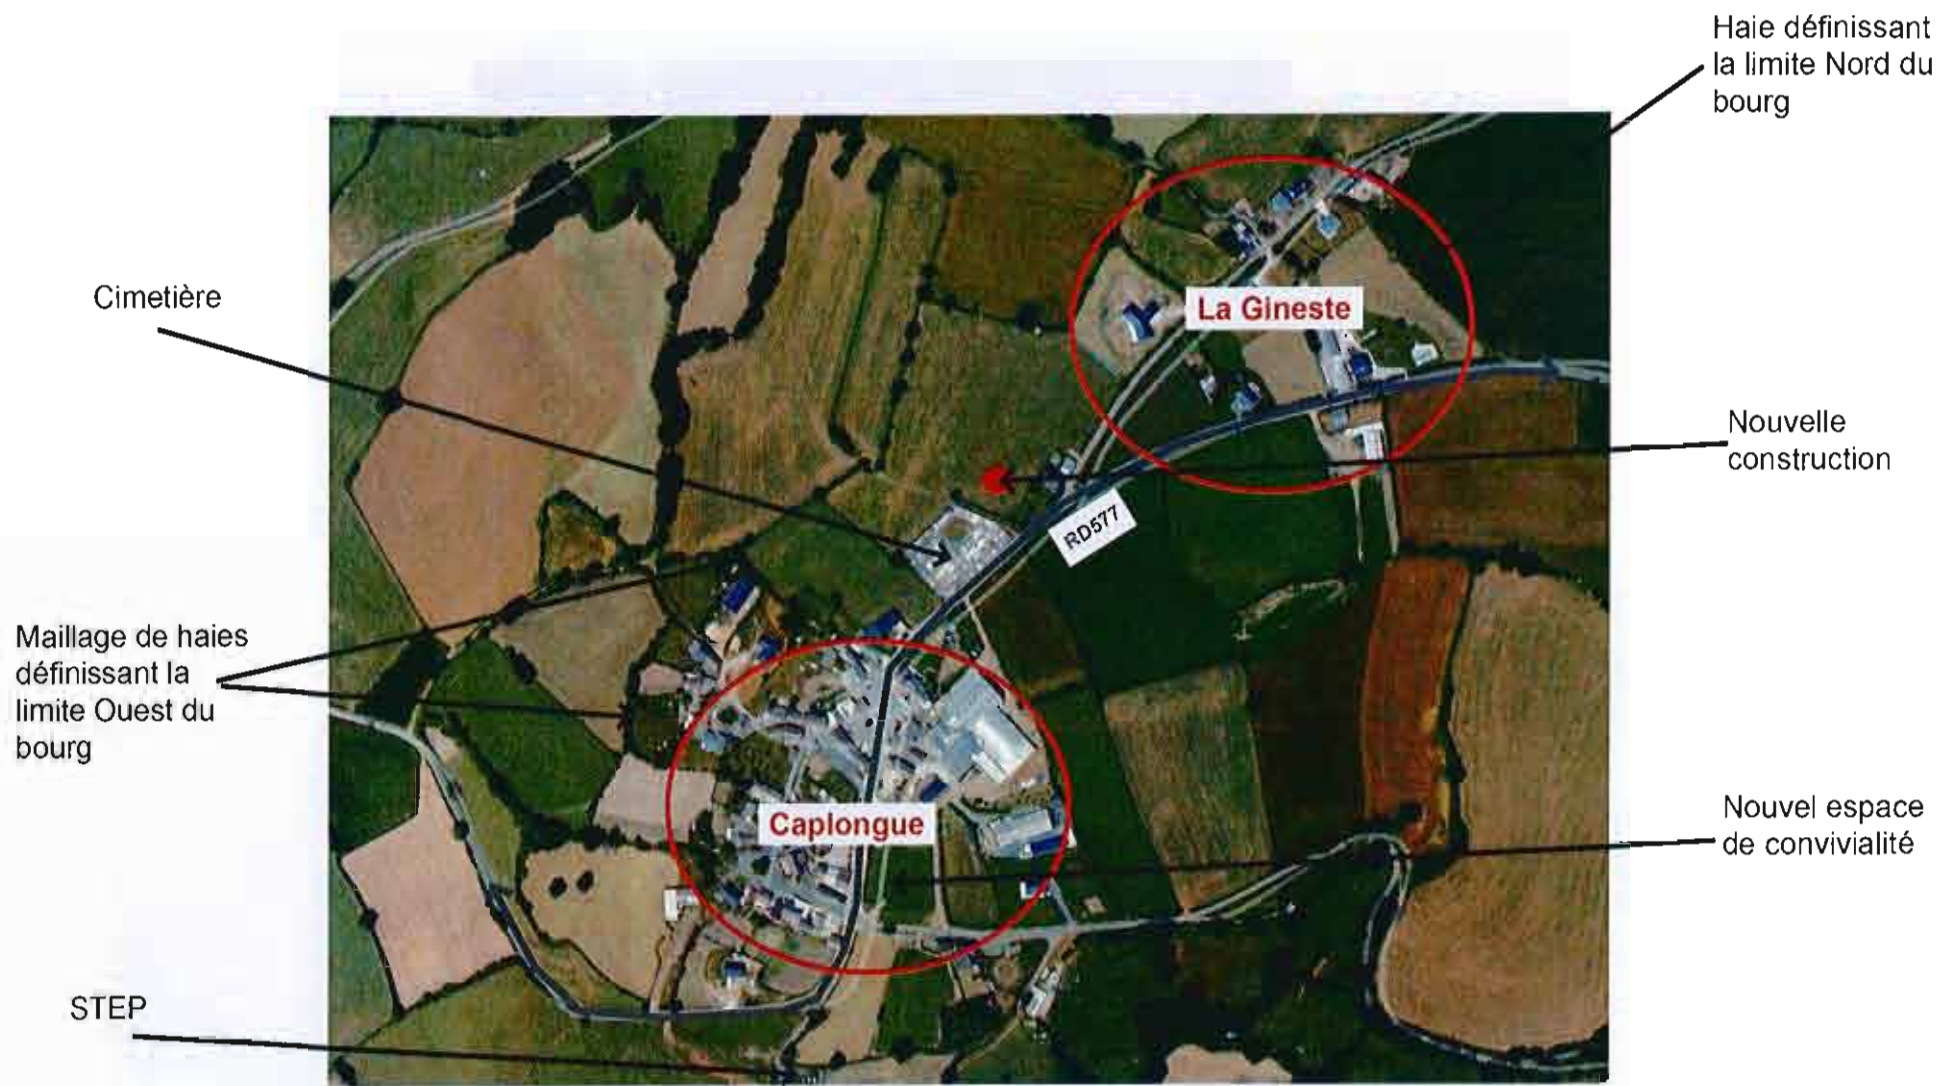 Haie définissant
la limite Nord du
bourg
Cimetière
La Gineste
Nouvelle
construction
RD577
Maillage de haies
définissant la
limite Ouest du
bourg
Caplongue
Nouvel espace
de convivialité
STEP